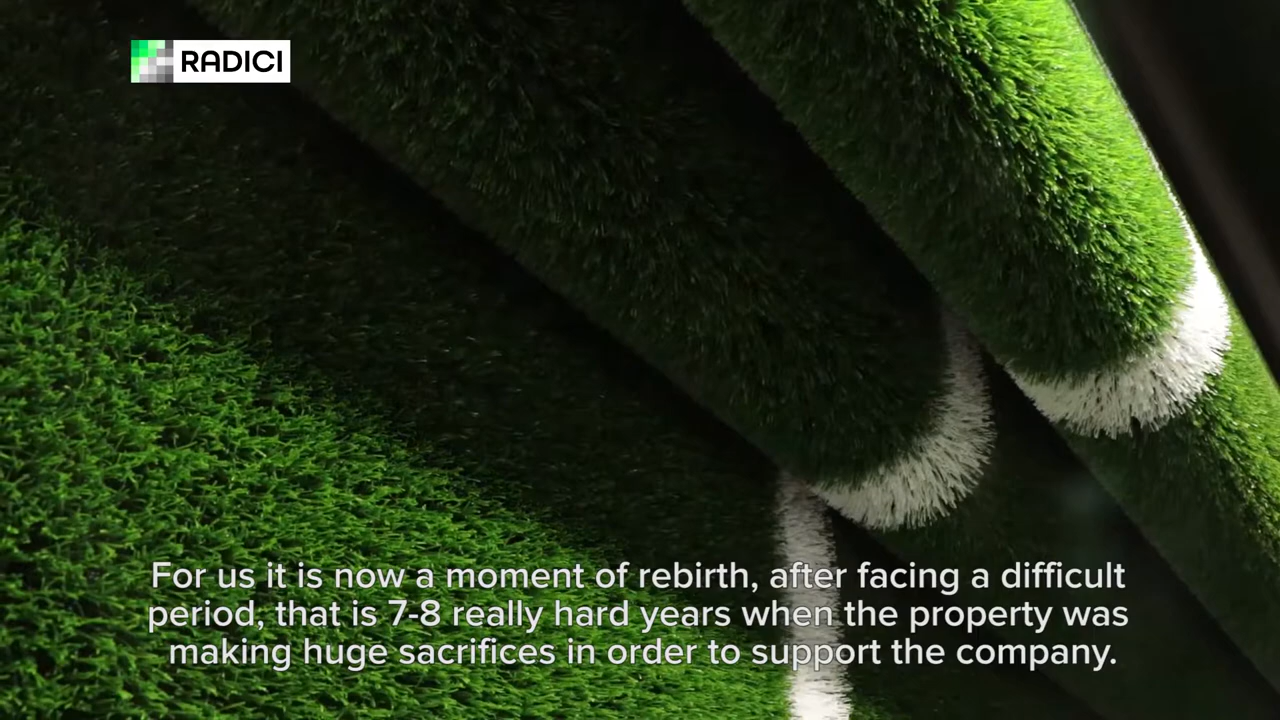 RADICI
For us it is now a moment of rebirth, after facing a difficult
period, that is 7-8 really hard years when the property was
making huge sacrifices in order to support the company.